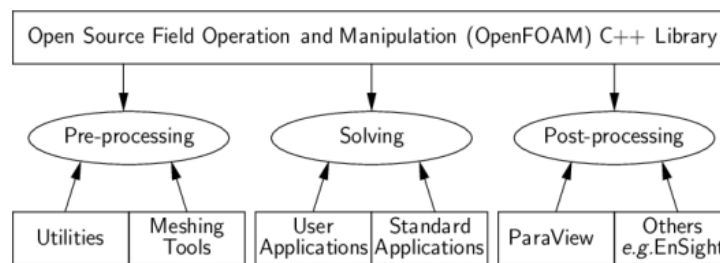 Open Source Field Operation and Manipulation (OpenFOAM) C++ Library
Pre-processing
Solving
Post-processing
Utilities
Meshing
Tools
User
Applications
Standard
Applications
ParaView
Others
e.g.EnSight